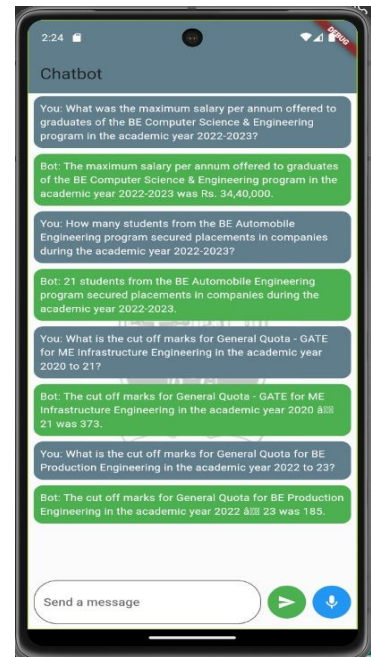 2:24
DEBUG
Chatbot
You: What was the maximum salary per annum offered to
graduates of the BE Computer Science & Engineering
program in the academic year 2022-2023?
Bot: The maximum salary per annum offered to graduates
of the BE Computer Science & Engineering program in the
academic year 2022-2023 was Rs. 34,40,000.
You: How many students from the BE Automobile
Engineering program secured placements in companies
during the academic year 2022-2023?
Bot: 21 students from the BE Automobile Engineering
program secured placements in companies during the
academic year 2022-2023.
You: What is the cut off marks for General Quota - GATE
for ME Infrastructure Engineering in the academic year
2020 to 21?
Bot: The cut off marks for General Quota - GATE for ME
Infrastructure Engineering in the academic year 2020 â
21 was 373.
You: What is the cut off marks for General Quota for BE
Production Engineering in the academic year 2022 to 23?
Bot: The cut off marks for General Quota for BE Production
Engineering in the academic year 2022 â 23 was 185.
Send a message